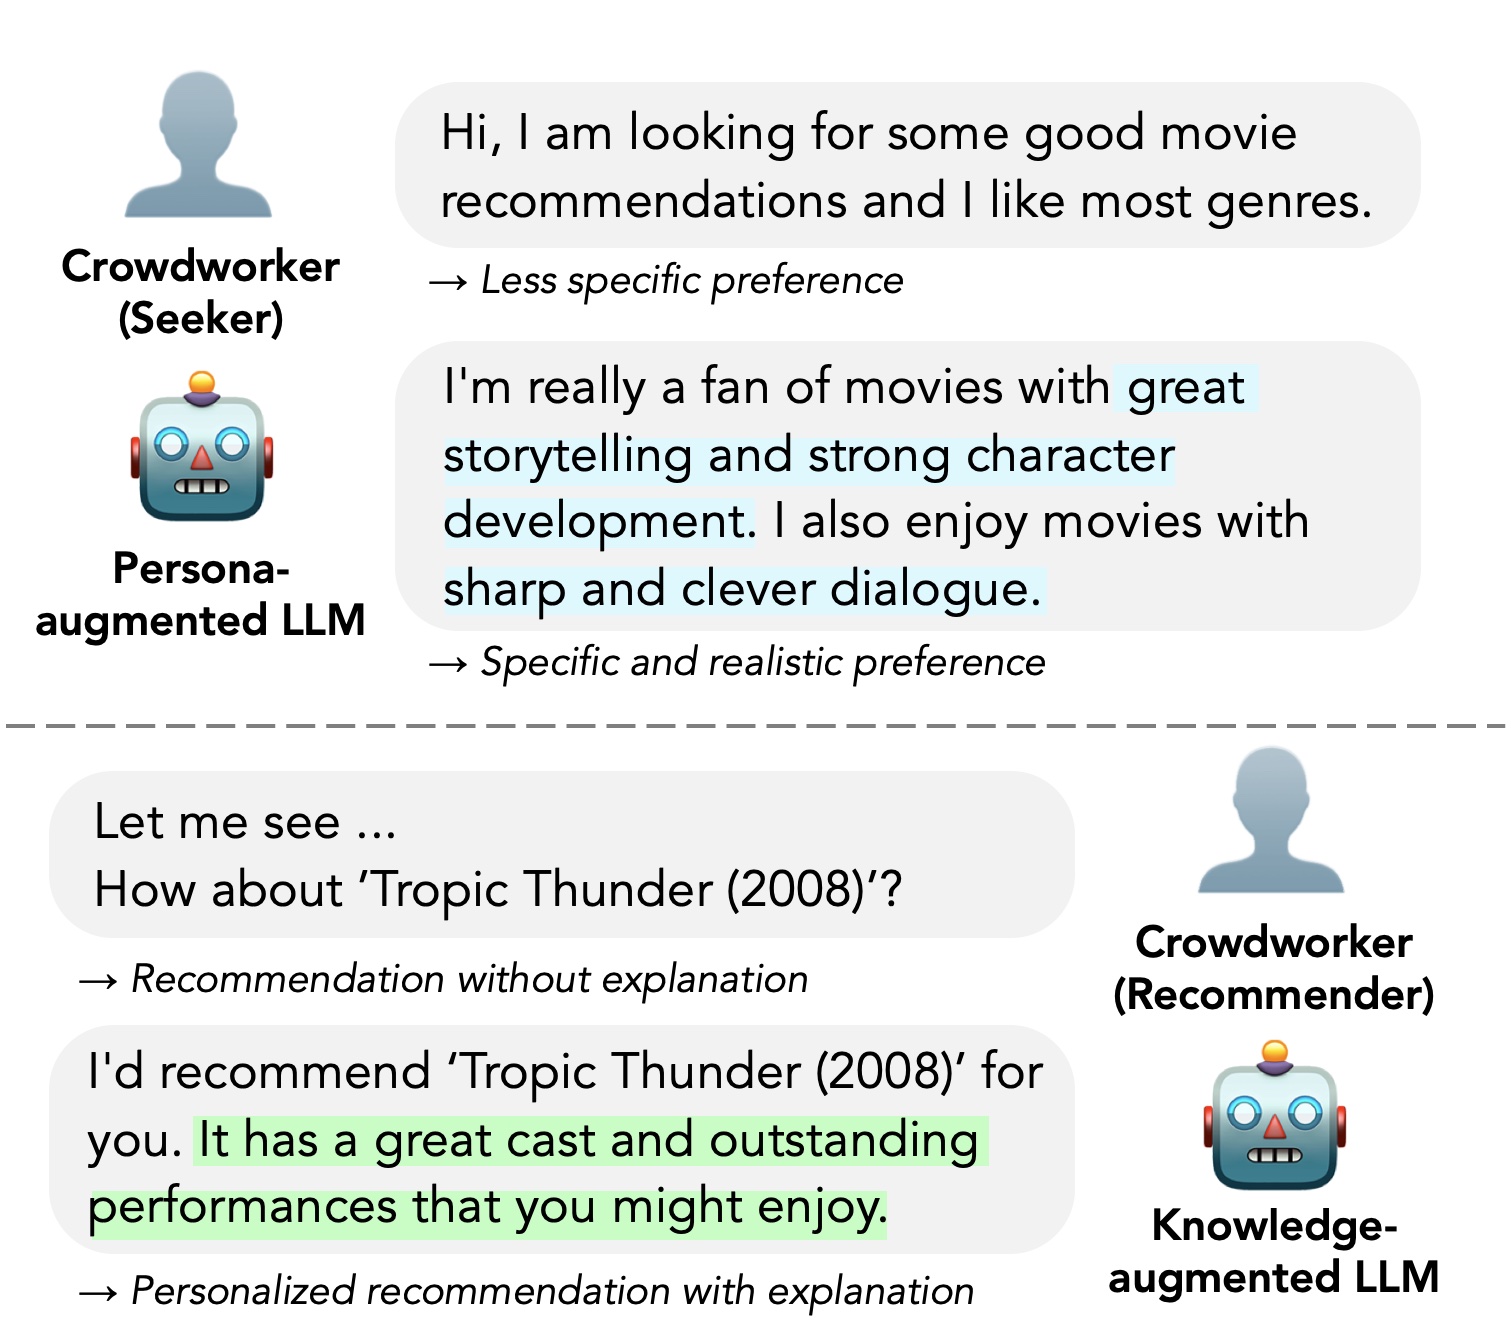 Hi, I am looking for some good movie
recommendations and I like most genres.
Crowdworker
(Seeker)
→ Less specific preference
I'm really a fan of movies with great
storytelling and strong character
development. I also enjoy movies with
sharp and clever dialogue.
Persona-
augmented LLM
→ Specific and realistic preference
Let me see ...
How about ‘Tropic Thunder (2008)’?
Crowdworker
(Recommender)
→ Recommendation without explanation
I'd recommend ‘Tropic Thunder (2008)’ for
you. It has a great cast and outstanding
performances that you might enjoy.
Knowledge-
augmented LLM
→ Personalized recommendation with explanation